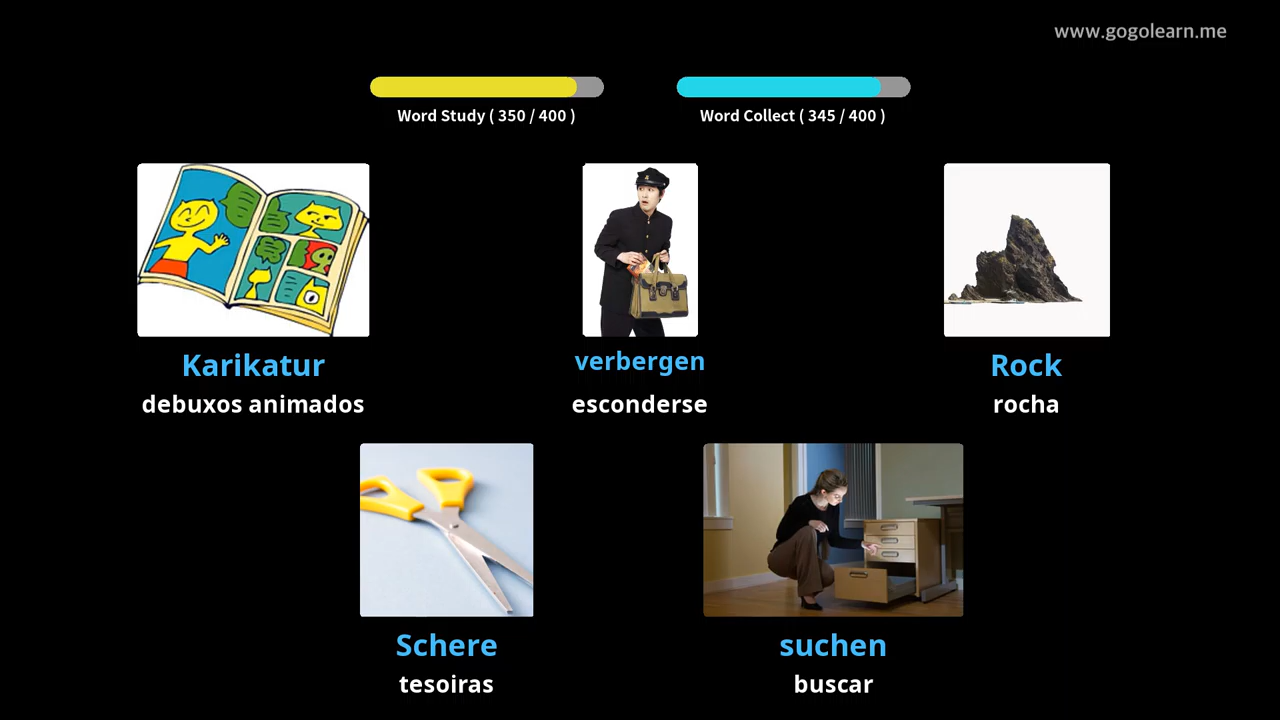 www.gogolearn.me
Word Study ( 350 / 400 )
Word Collect ( 345 / 400 )
Karikatur
debuxos animados
verbergen
esconderse
Rock
rocha
Schere
tesoiras
suchen
buscar